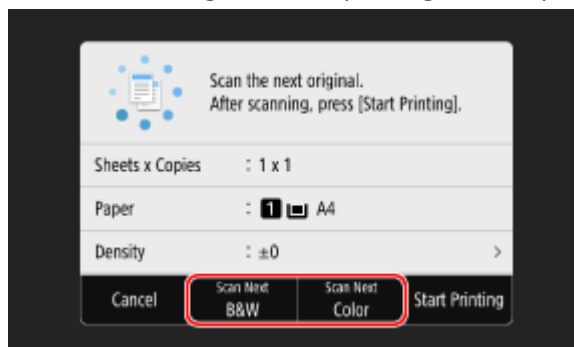 Scan the next original.
After scanning, press [Start Printing].
Sheets x Copies : 1 x 1
Paper : 1 A4
Density : ±0 >
Cancel Scan Next B&W Scan Next Color Start Printing